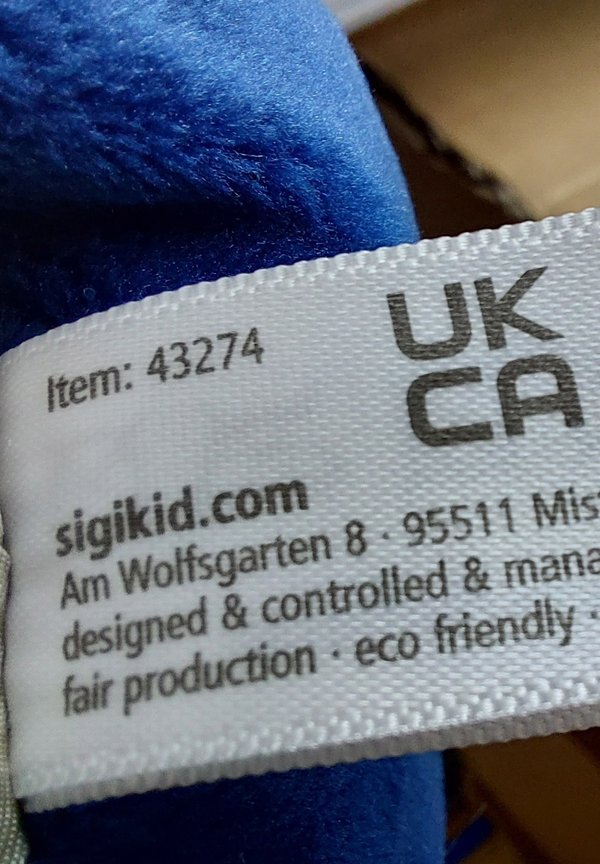 Item: 43274
UK
CA
sigikid.com
Am Wolfsgarten 8 · 95511
designed & controlled &
fair production · eco friendly ·